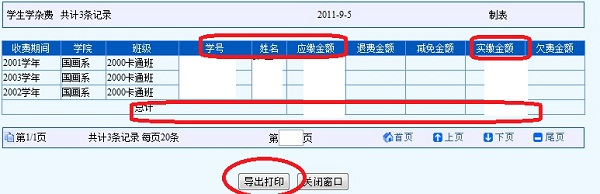 学生学杂费 共计3条记录 2011-9-5 制表
收费期间 学院 班级 学号 姓名 应缴金额 退费金额 减免金额 实缴金额 欠费金额
2001学年 国画系 2000卡通班
2003学年 国画系 2000卡通班
2002学年 国画系 2000卡通班
总计
第1/1页 共计3条记录 每页20条 第 页 首页 上页 下页 尾页
导出打印 关闭窗口